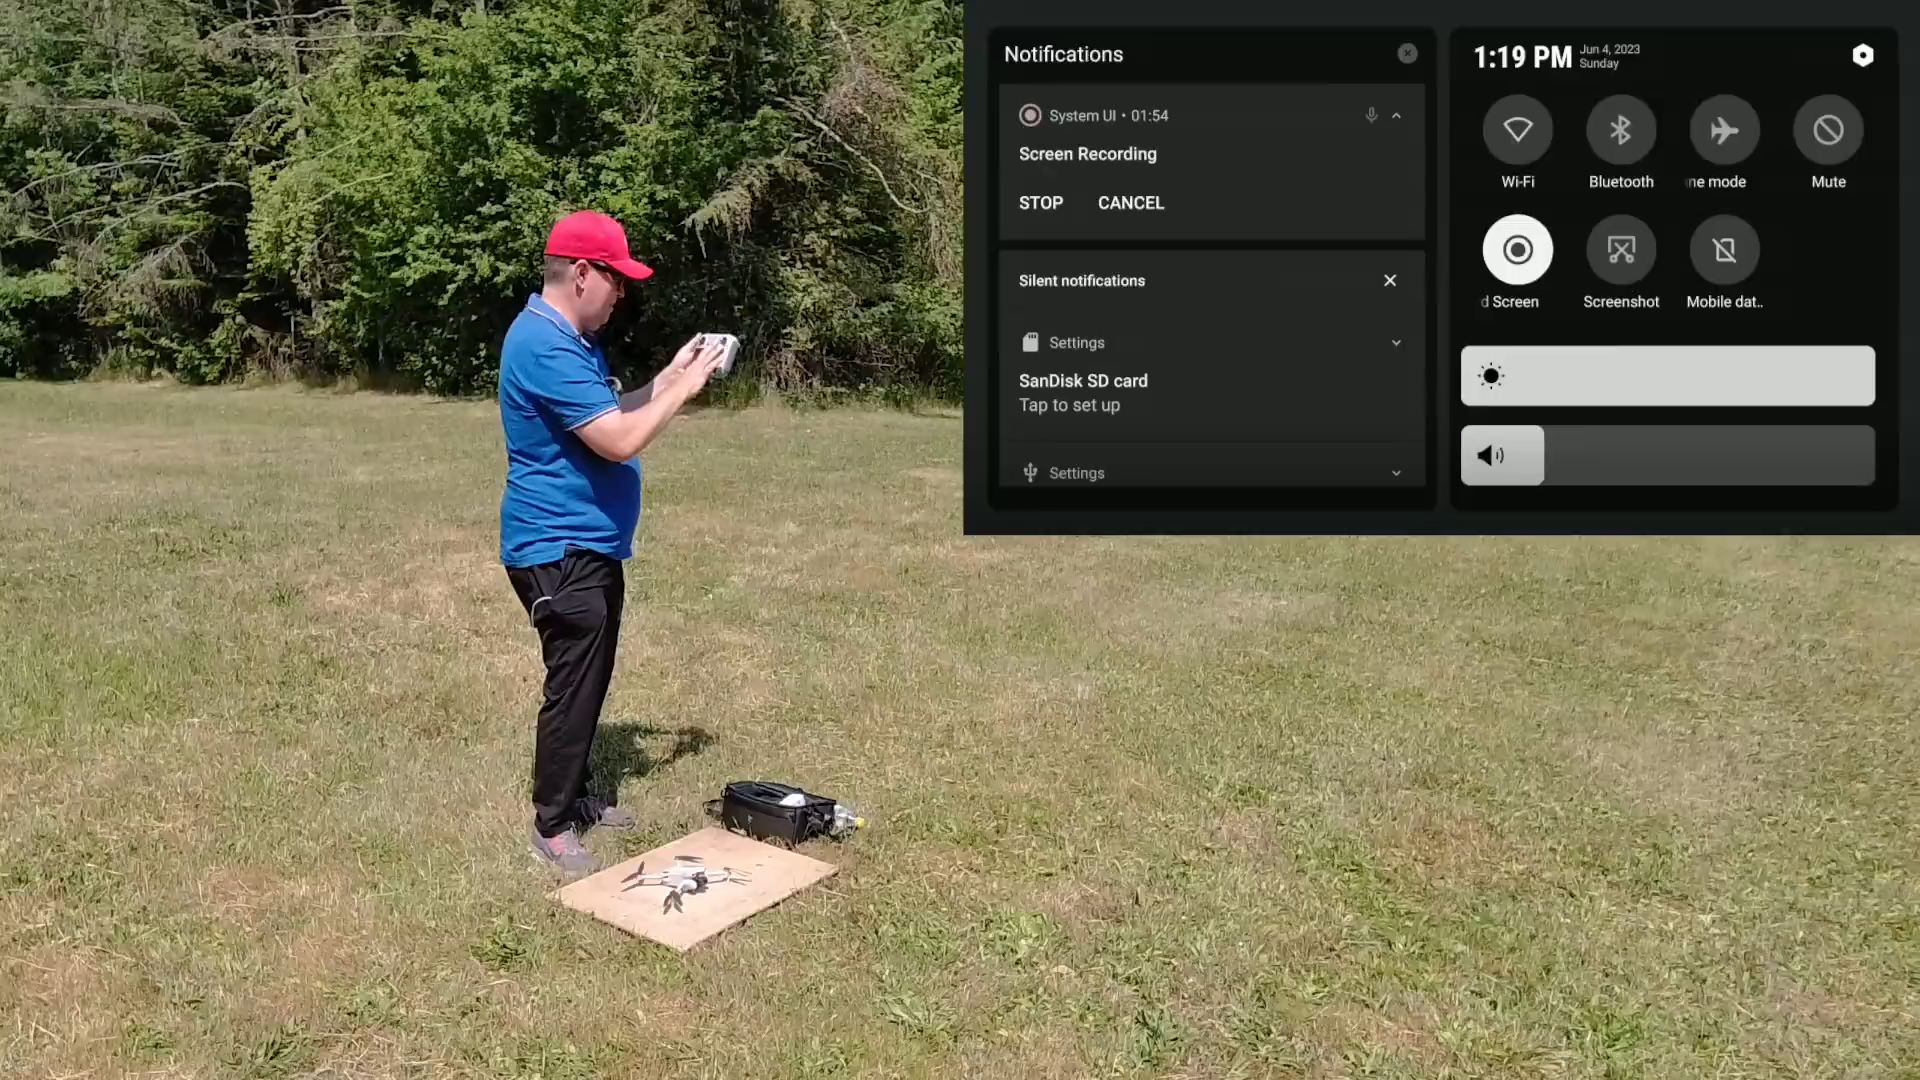 Notifications
System UI • 01:54
Screen Recording
STOP CANCEL
Silent notifications
Settings
SanDisk SD card
Tap to set up
Settings
1:19 PM Jun 4, 2023
Sunday
Wi-Fi Bluetooth ne mode Mute
d Screen Screenshot Mobile dat..